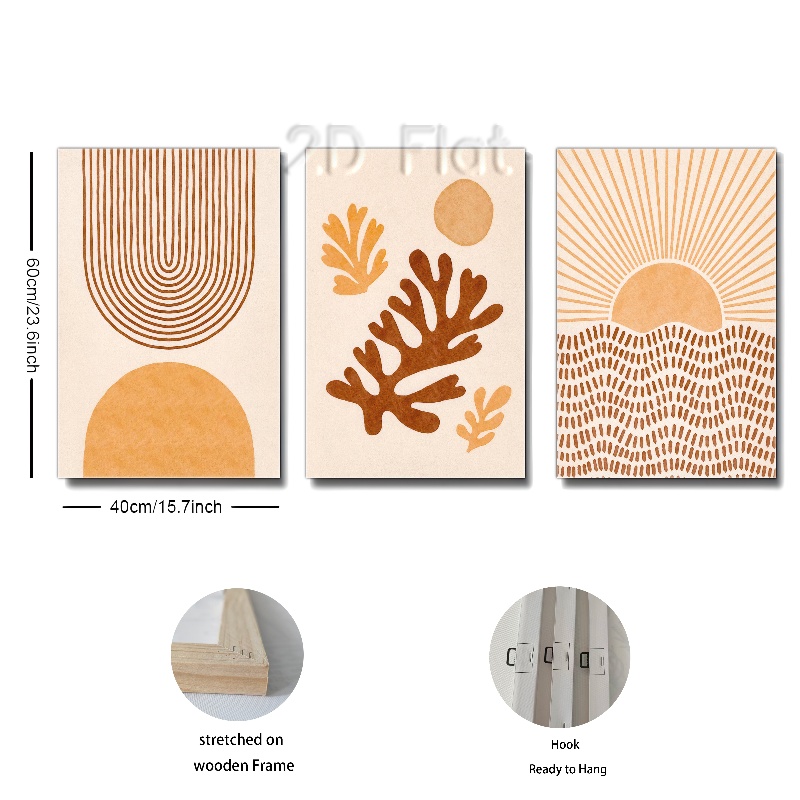 2D Flat
60cm/23.6inch
40cm/15.7inch
stretched on
wooden Frame
Hook
Ready to Hang